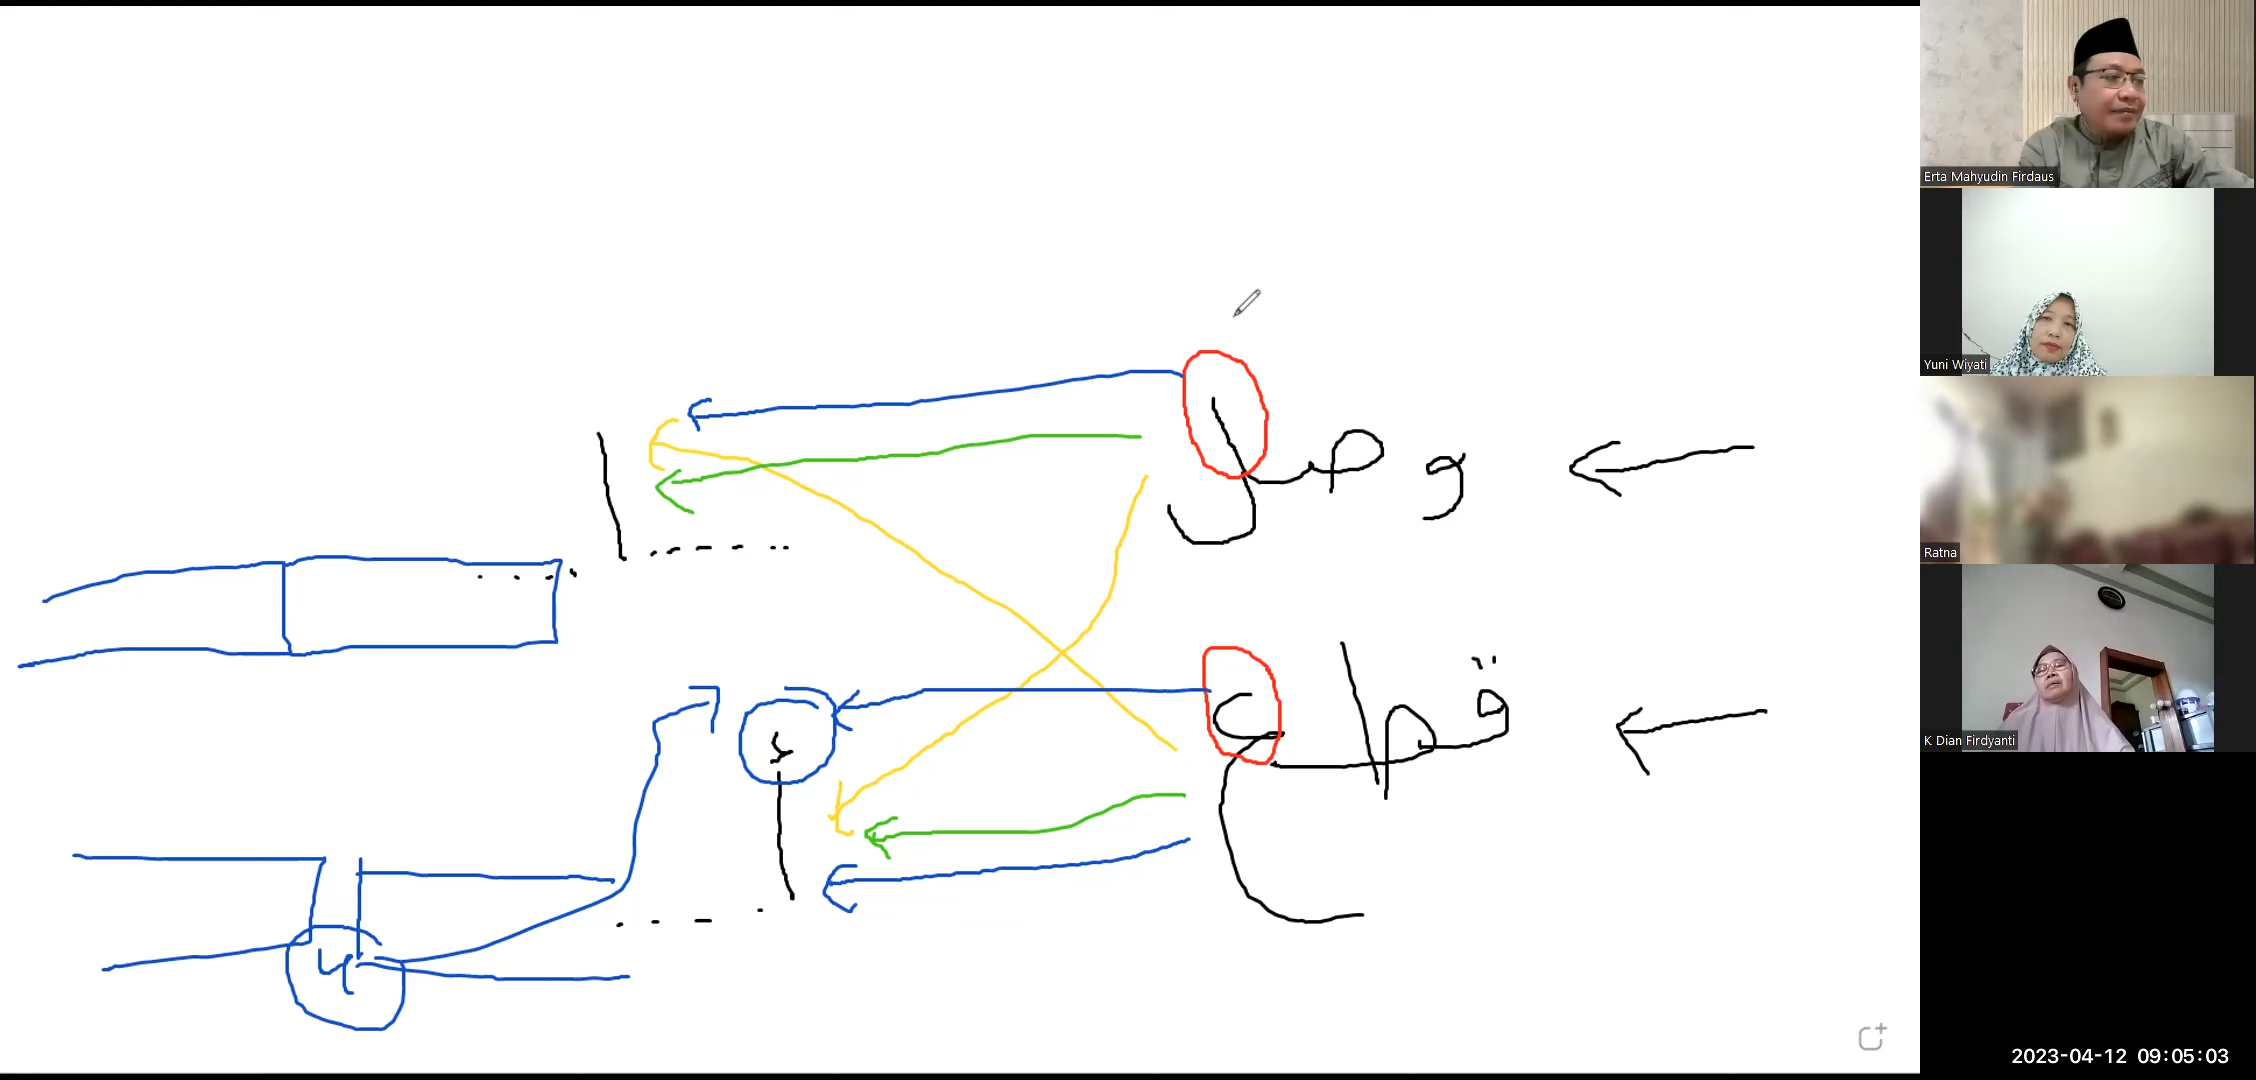 Erta Mahyudin Firdaus
Yuni Wiyati
وصل
ا
Ratna
قطع
أ
K Dian Firdyanti
2023-04-12 09:05:03